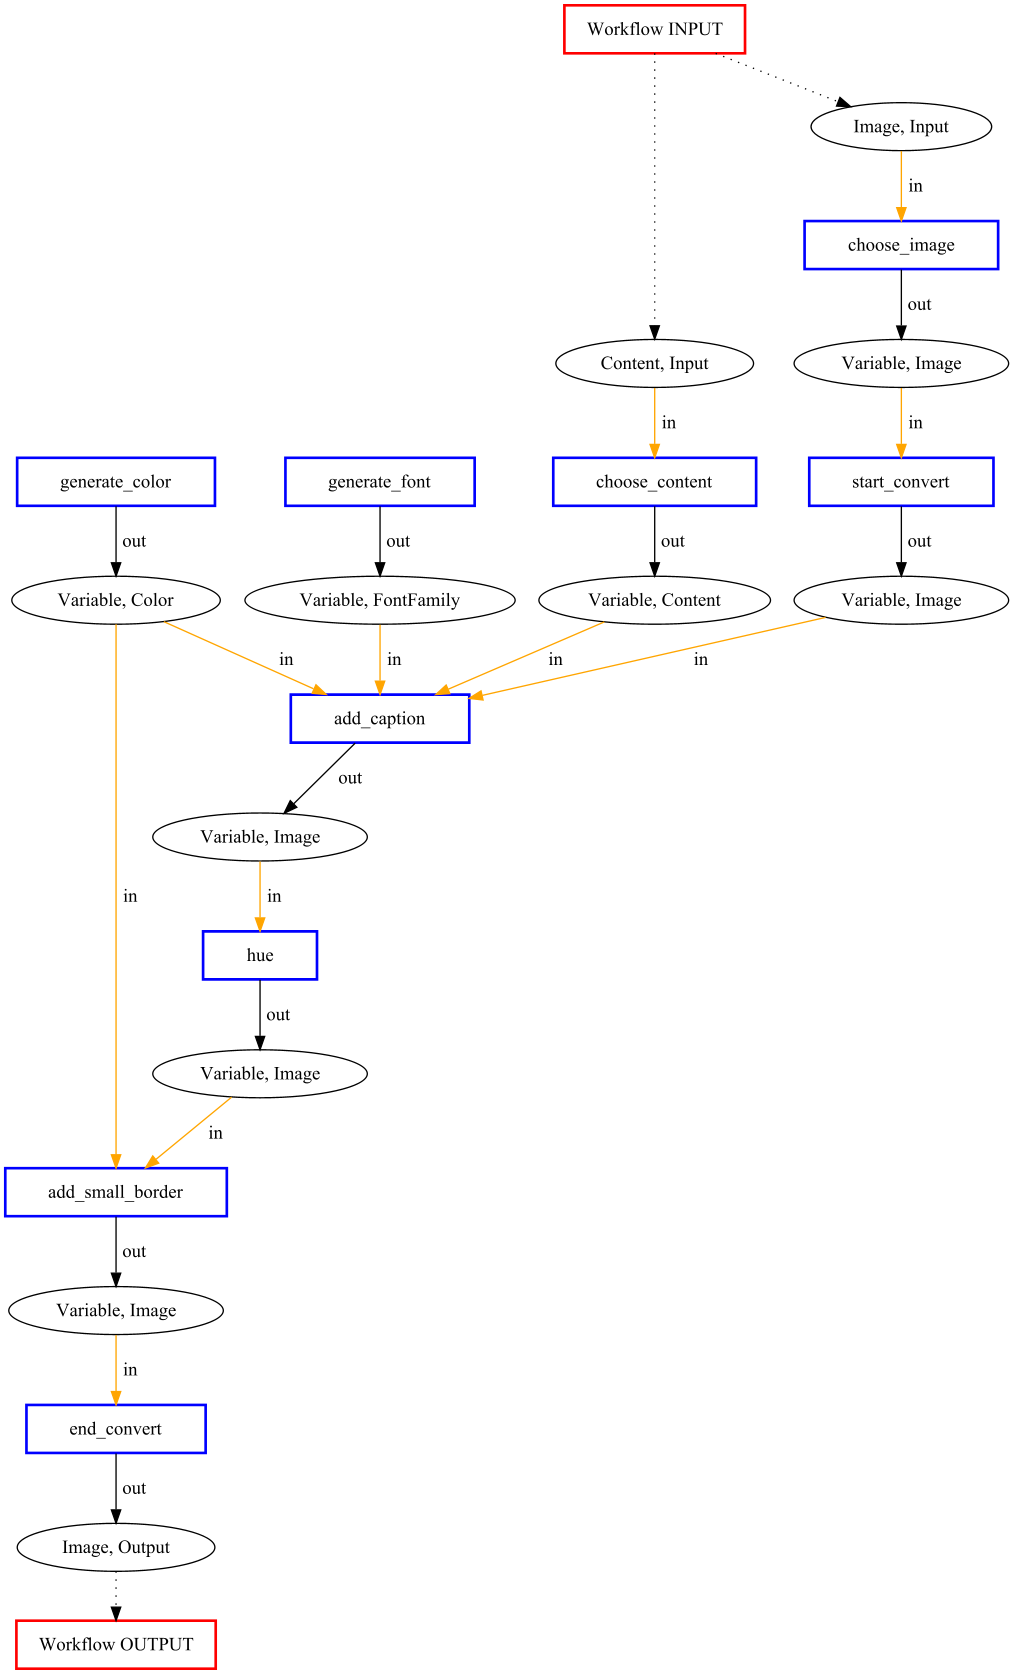 Workflow INPUT
Image, Input
in
choose_image
out
Content, Input
Variable, Image
in
in
generate_color
generate_font
choose_content
start_convert
out
out
out
out
Variable, Color
Variable, FontFamily
Variable, Content
Variable, Image
in
in
in
in
add_caption
out
Variable, Image
in
in
hue
out
Variable, Image
in
add_small_border
out
Variable, Image
in
end_convert
out
Image, Output
Workflow OUTPUT